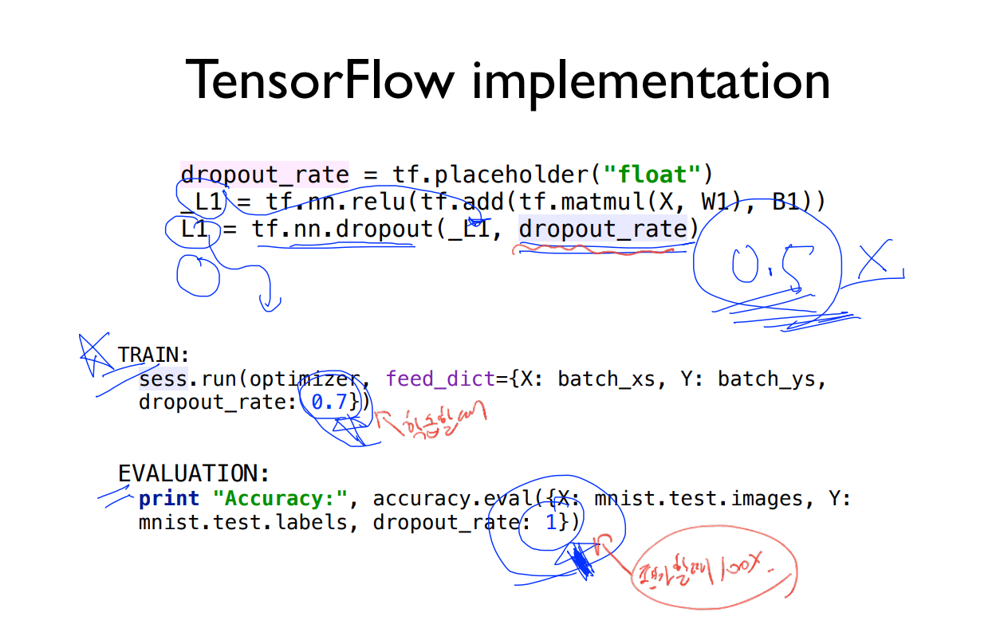 TensorFlow implementation
dropout_rate = tf.placeholder("float")
_L1 = tf.nn.relu(tf.add(tf.matmul(X, W1), B1))
L1 = tf.nn.dropout(_L1, dropout_rate)
0.5
X
TRAIN:
sess.run(optimizer, feed_dict={X: batch_xs, Y: batch_ys,
dropout_rate: 0.7})
학습할때
EVALUATION:
print "Accuracy:", accuracy.eval({X: mnist.test.images, Y:
mnist.test.labels, dropout_rate: 1})
평가할때 100%